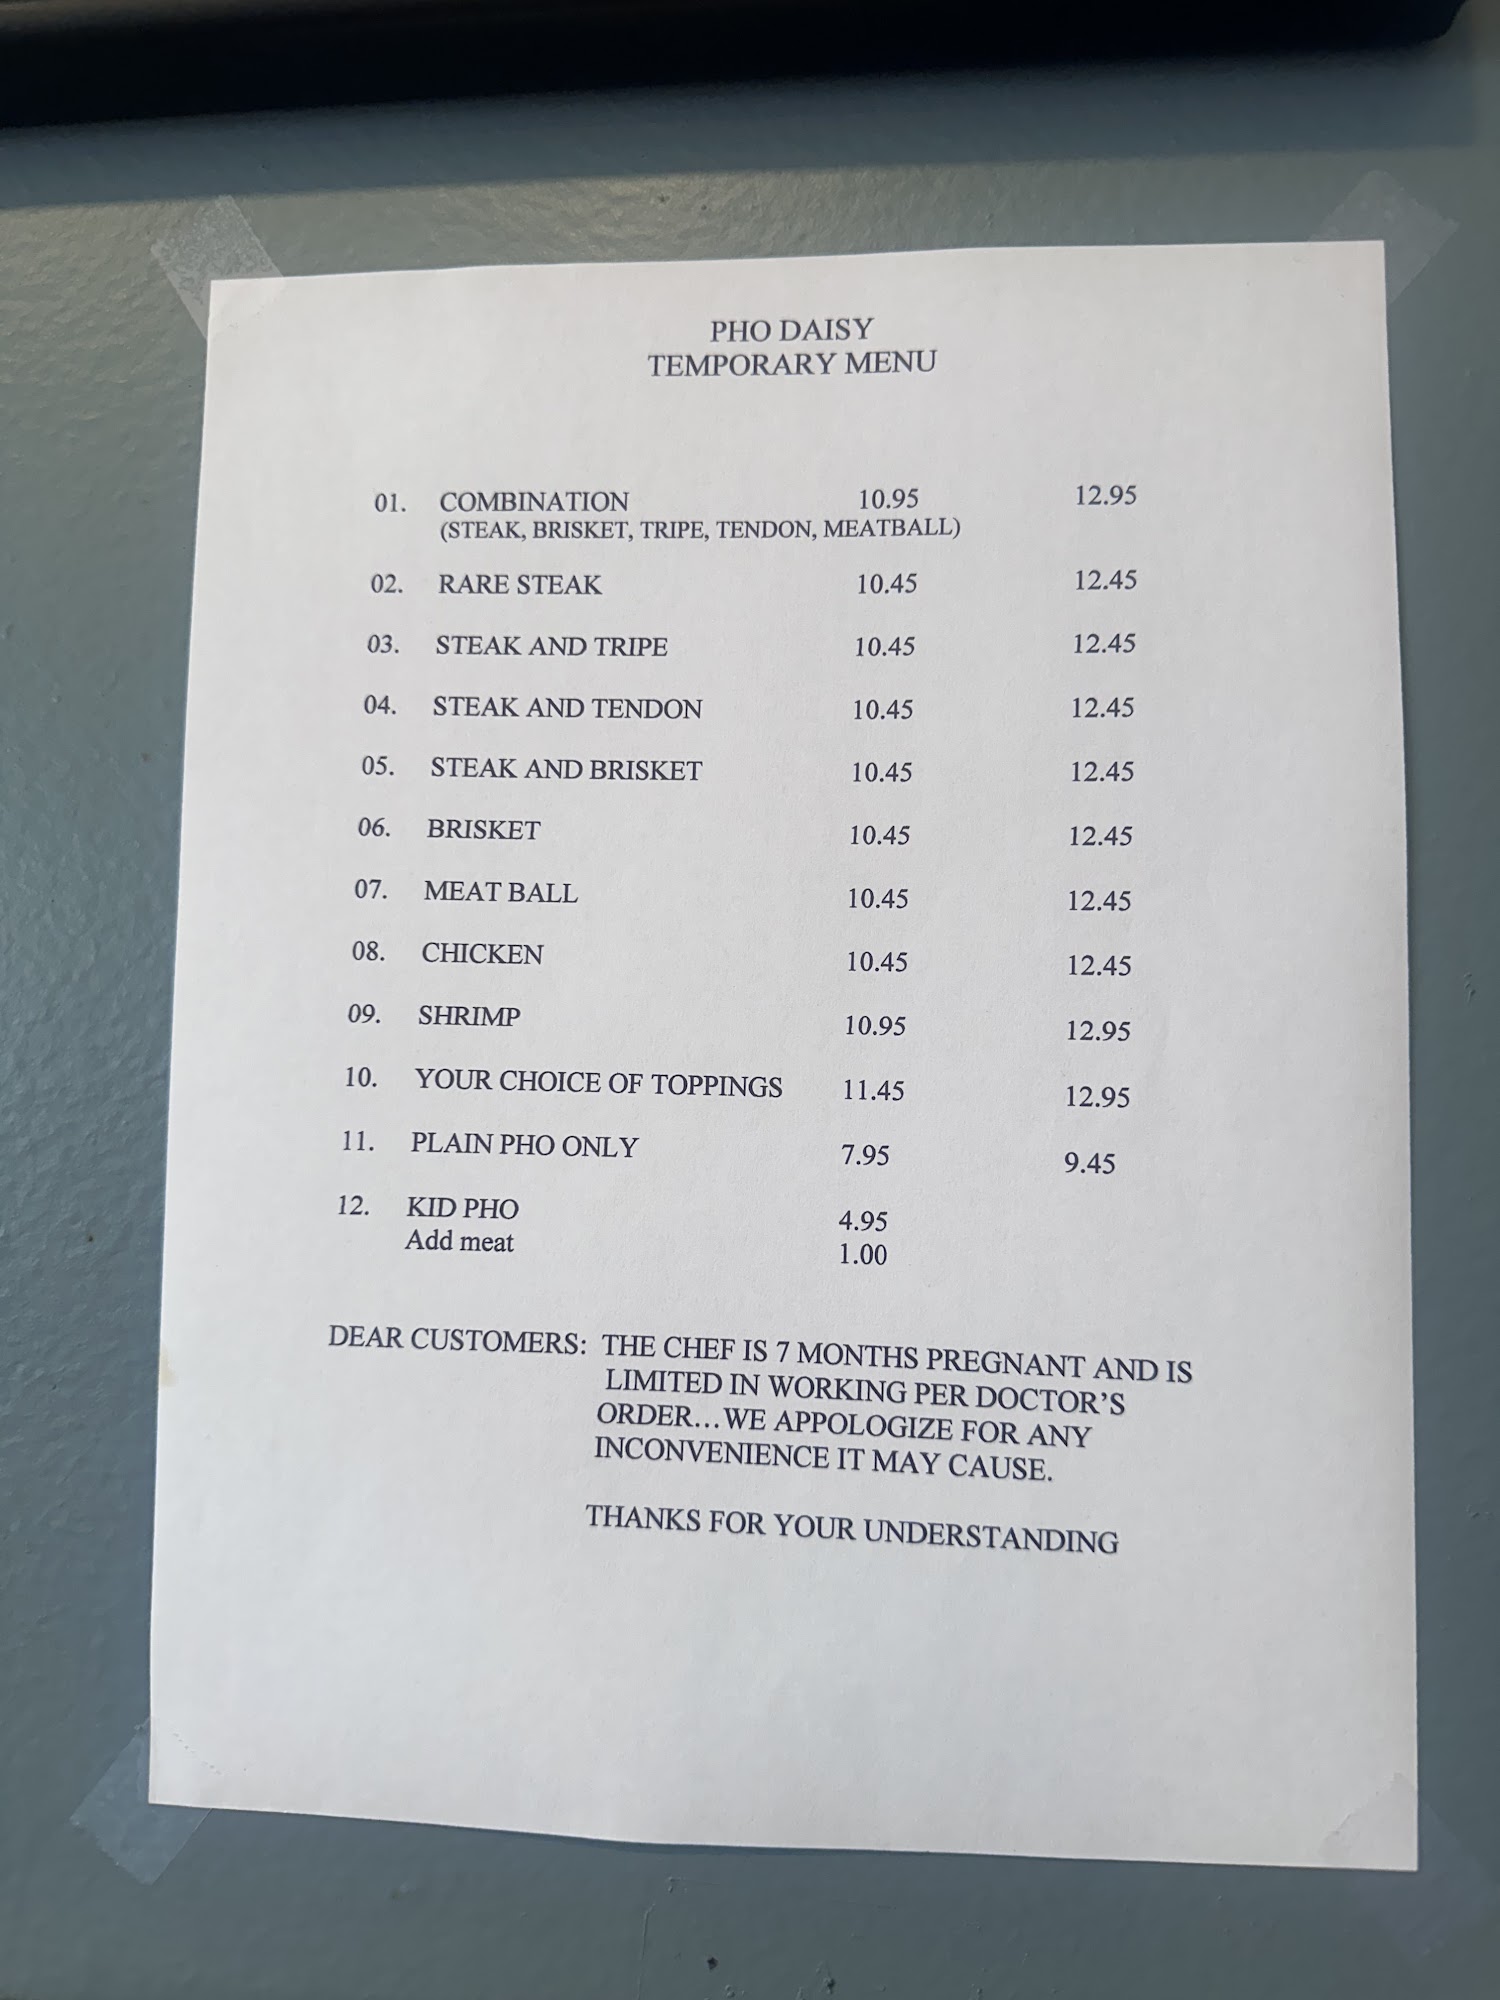 PHO DAISY
TEMPORARY MENU
01. COMBINATION 10.95 12.95
(STEAK, BRISKET, TRIPE, TENDON, MEATBALL)
02. RARE STEAK 10.45 12.45
03. STEAK AND TRIPE 10.45 12.45
04. STEAK AND TENDON 10.45 12.45
05. STEAK AND BRISKET 10.45 12.45
06. BRISKET 10.45 12.45
07. MEAT BALL 10.45 12.45
08. CHICKEN 10.45 12.45
09. SHRIMP 10.95 12.95
10. YOUR CHOICE OF TOPPINGS 11.45 12.95
11. PLAIN PHO ONLY 7.95 9.45
12. KID PHO 4.95
Add meat 1.00
DEAR CUSTOMERS: THE CHEF IS 7 MONTHS PREGNANT AND IS
LIMITED IN WORKING PER DOCTOR'S
ORDER...WE APPOLOGIZE FOR ANY
INCONVENIENCE IT MAY CAUSE.
THANKS FOR YOUR UNDERSTANDING